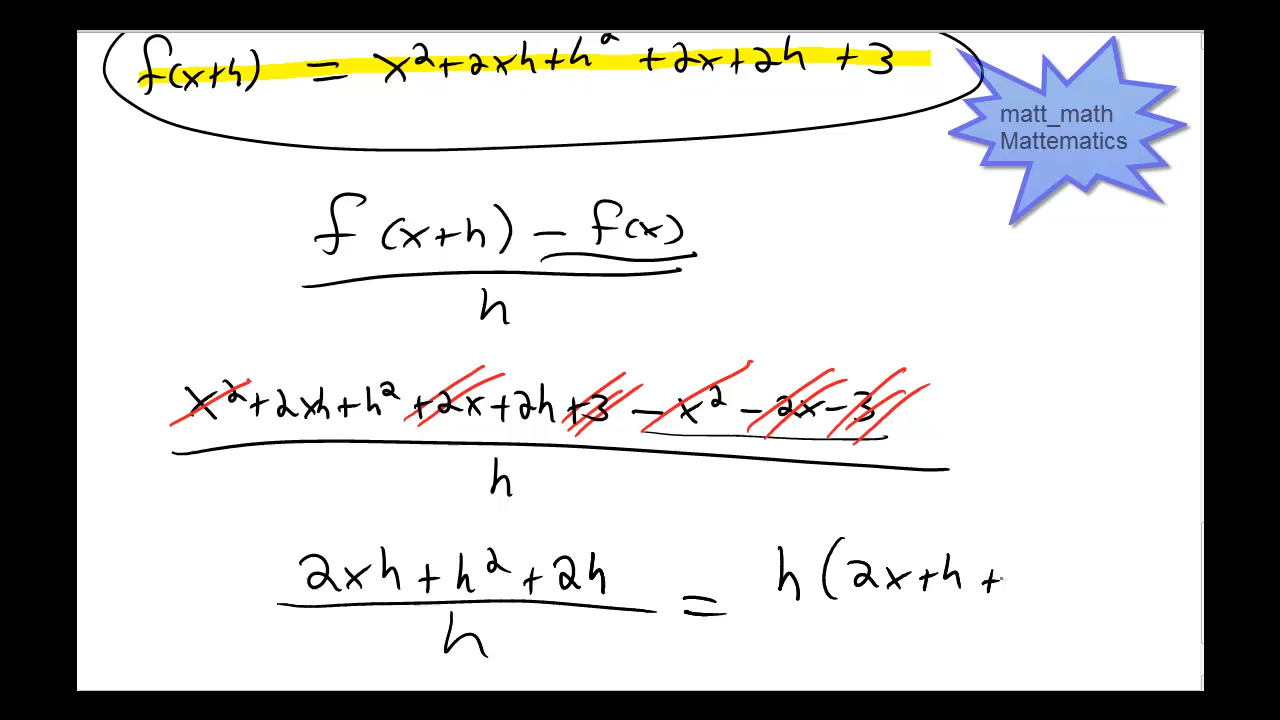 f(x+h) = x²+2xh+h² +2x+2h +3
matt_math
Mattematics
f(x+h) – f(x)
h
x²+2xh+h²+2x+2h+3 – x² – 2x – 3
h
2xh+h²+2h = h(2x+h+
h